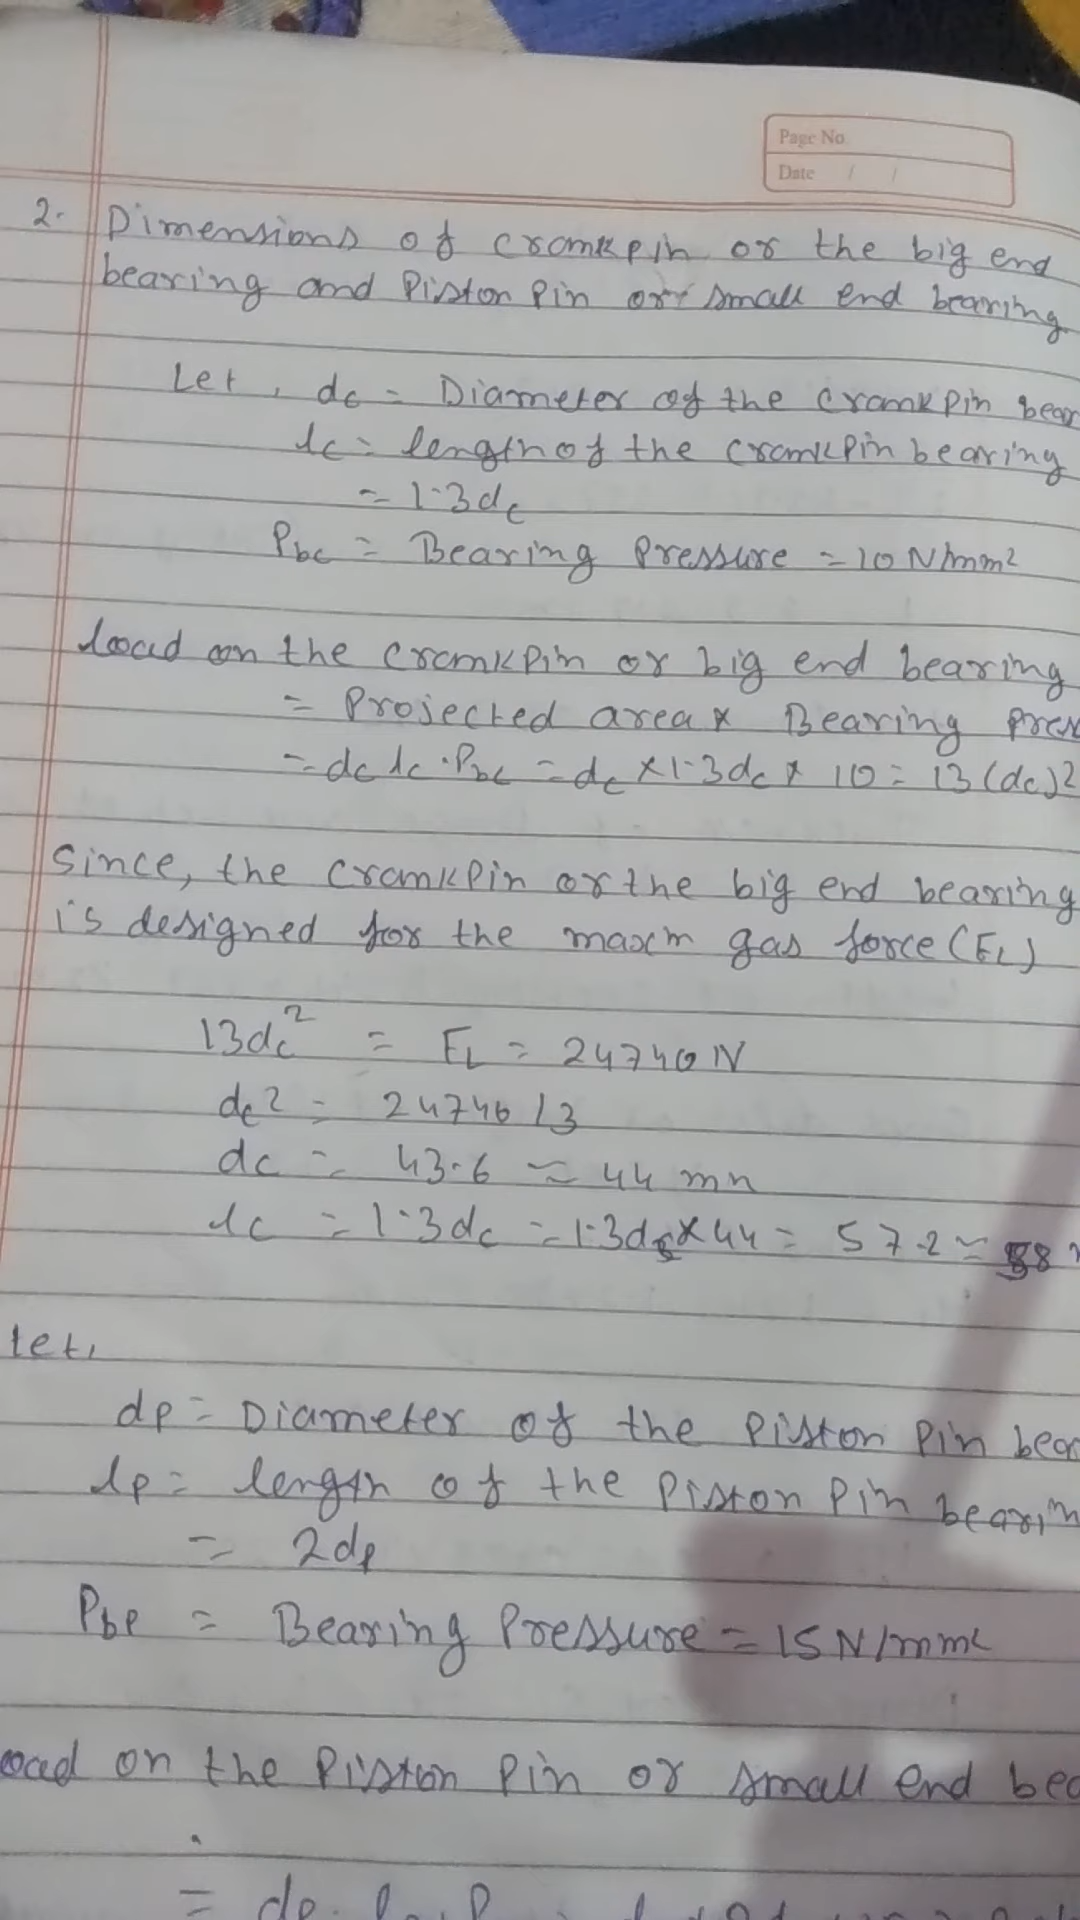 Page No.
Date / /
2. Dimensions of crankpin or the big end
bearing and Piston Pin or small end bearing
Let, dc = Diameter of the crankpin bear
lc = length of the crankpin bearing
= 1.3dc
Pbc = Bearing Pressure = 10 N/mm²
load on the crankpin or big end bearing
= Projected area x Bearing Pres
= dc lc . Pbc = dc x 1.3dc x 10 = 13 (dc)²
Since, the crankpin or the big end bearing
is designed for the maxm gas force (FL)
13dc² = FL = 24740N
dc² = 24740/13
dc = 43.6 ≈ 44 mm
lc = 1.3dc = 1.3dc x 44 = 57.2 ≈ 58
Let,
dp = Diameter of the Piston Pin bea
lp = length of the Piston Pin bearin
= 2dp
Pbp = Bearing Pressure = 15N/mm²
oad on the Piston Pin or small end bea
= dp. lp.